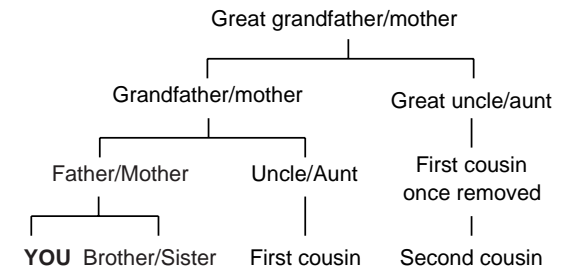 Great grandfather/mother
Grandfather/mother
Great uncle/aunt
Father/Mother
Uncle/Aunt
First cousin
once removed
YOU Brother/Sister
First cousin
Second cousin